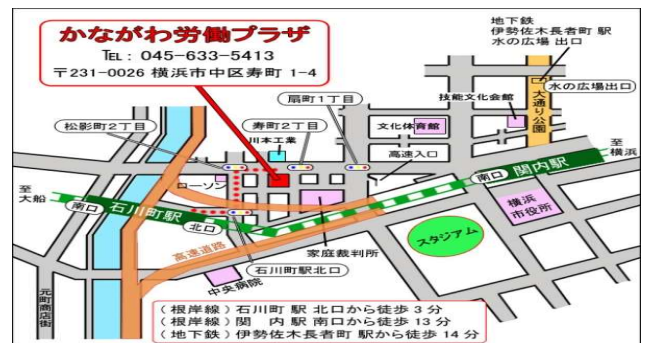 かながわ労働プラザ
TEL: 045-633-5413
〒231-0026 横浜市中区寿町 1-4
地下鉄
伊勢佐木長者町 駅
水の広場 出口
水の広場出口
大通り公園
技能文化会館
扇町1丁目
松影町2丁目
寿町2丁目
川本工業
文化体育館
高速入口
至
横浜
関内駅
南口
ローソン
至
大船
南口
石川町駅
北口
横浜
市役所
スタジアム
家庭裁判所
高速道路
石川町駅北口
中央病院
元町商店街
(根岸線)石川町 駅 北口から徒歩 3 分
(根岸線)関 内 駅 南口から徒歩 13 分
(地下鉄)伊勢佐木長者町 駅から徒歩 14 分